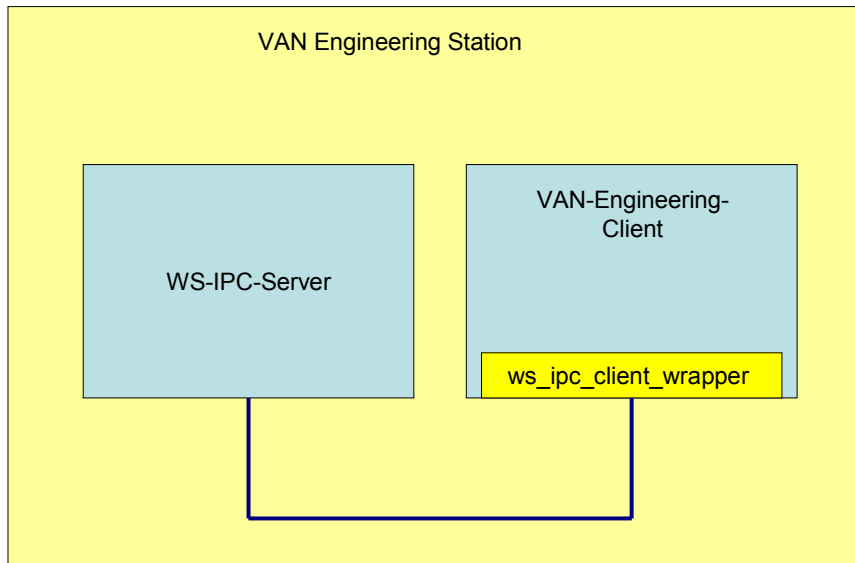 VAN Engineering Station
WS-IPC-Server
VAN-Engineering-
Client
ws_ipc_client_wrapper